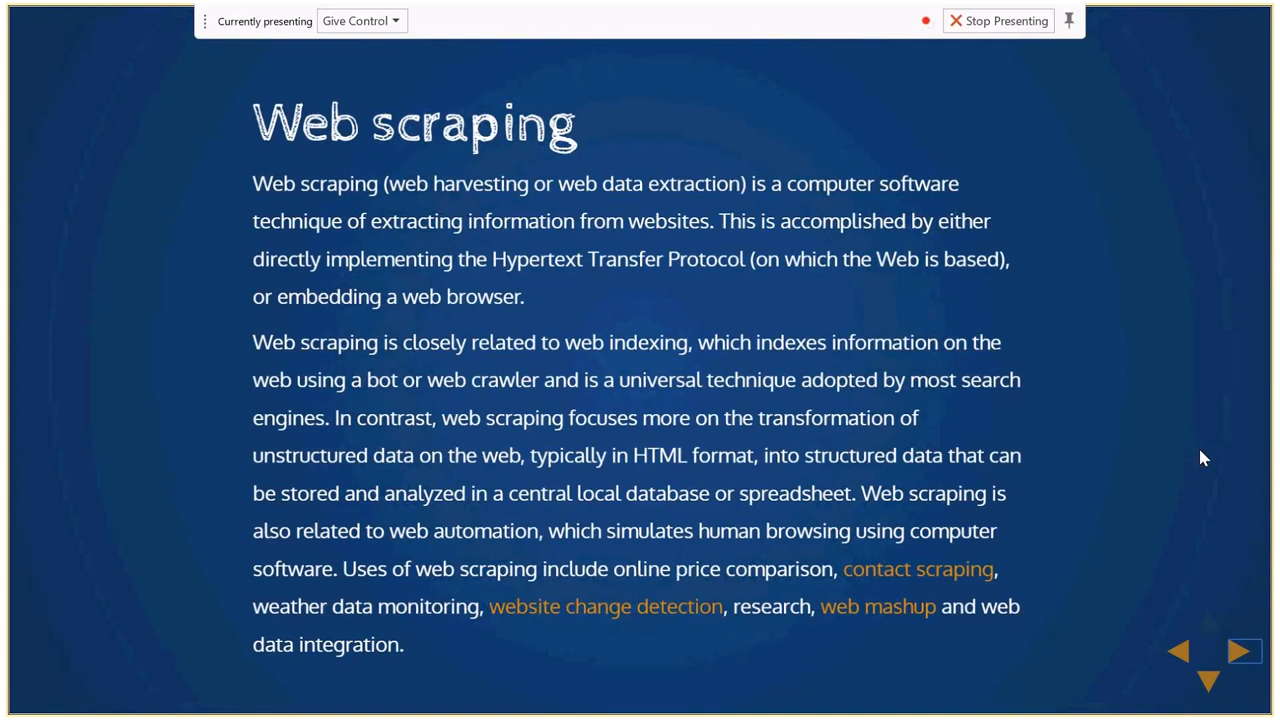 Currently presenting Give Control Stop Presenting
Web scraping
Web scraping (web harvesting or web data extraction) is a computer software
technique of extracting information from websites. This is accomplished by either
directly implementing the Hypertext Transfer Protocol (on which the Web is based),
or embedding a web browser.
Web scraping is closely related to web indexing, which indexes information on the
web using a bot or web crawler and is a universal technique adopted by most search
engines. In contrast, web scraping focuses more on the transformation of
unstructured data on the web, typically in HTML format, into structured data that can
be stored and analyzed in a central local database or spreadsheet. Web scraping is
also related to web automation, which simulates human browsing using computer
software. Uses of web scraping include online price comparison, contact scraping,
weather data monitoring, website change detection, research, web mashup and web
data integration.